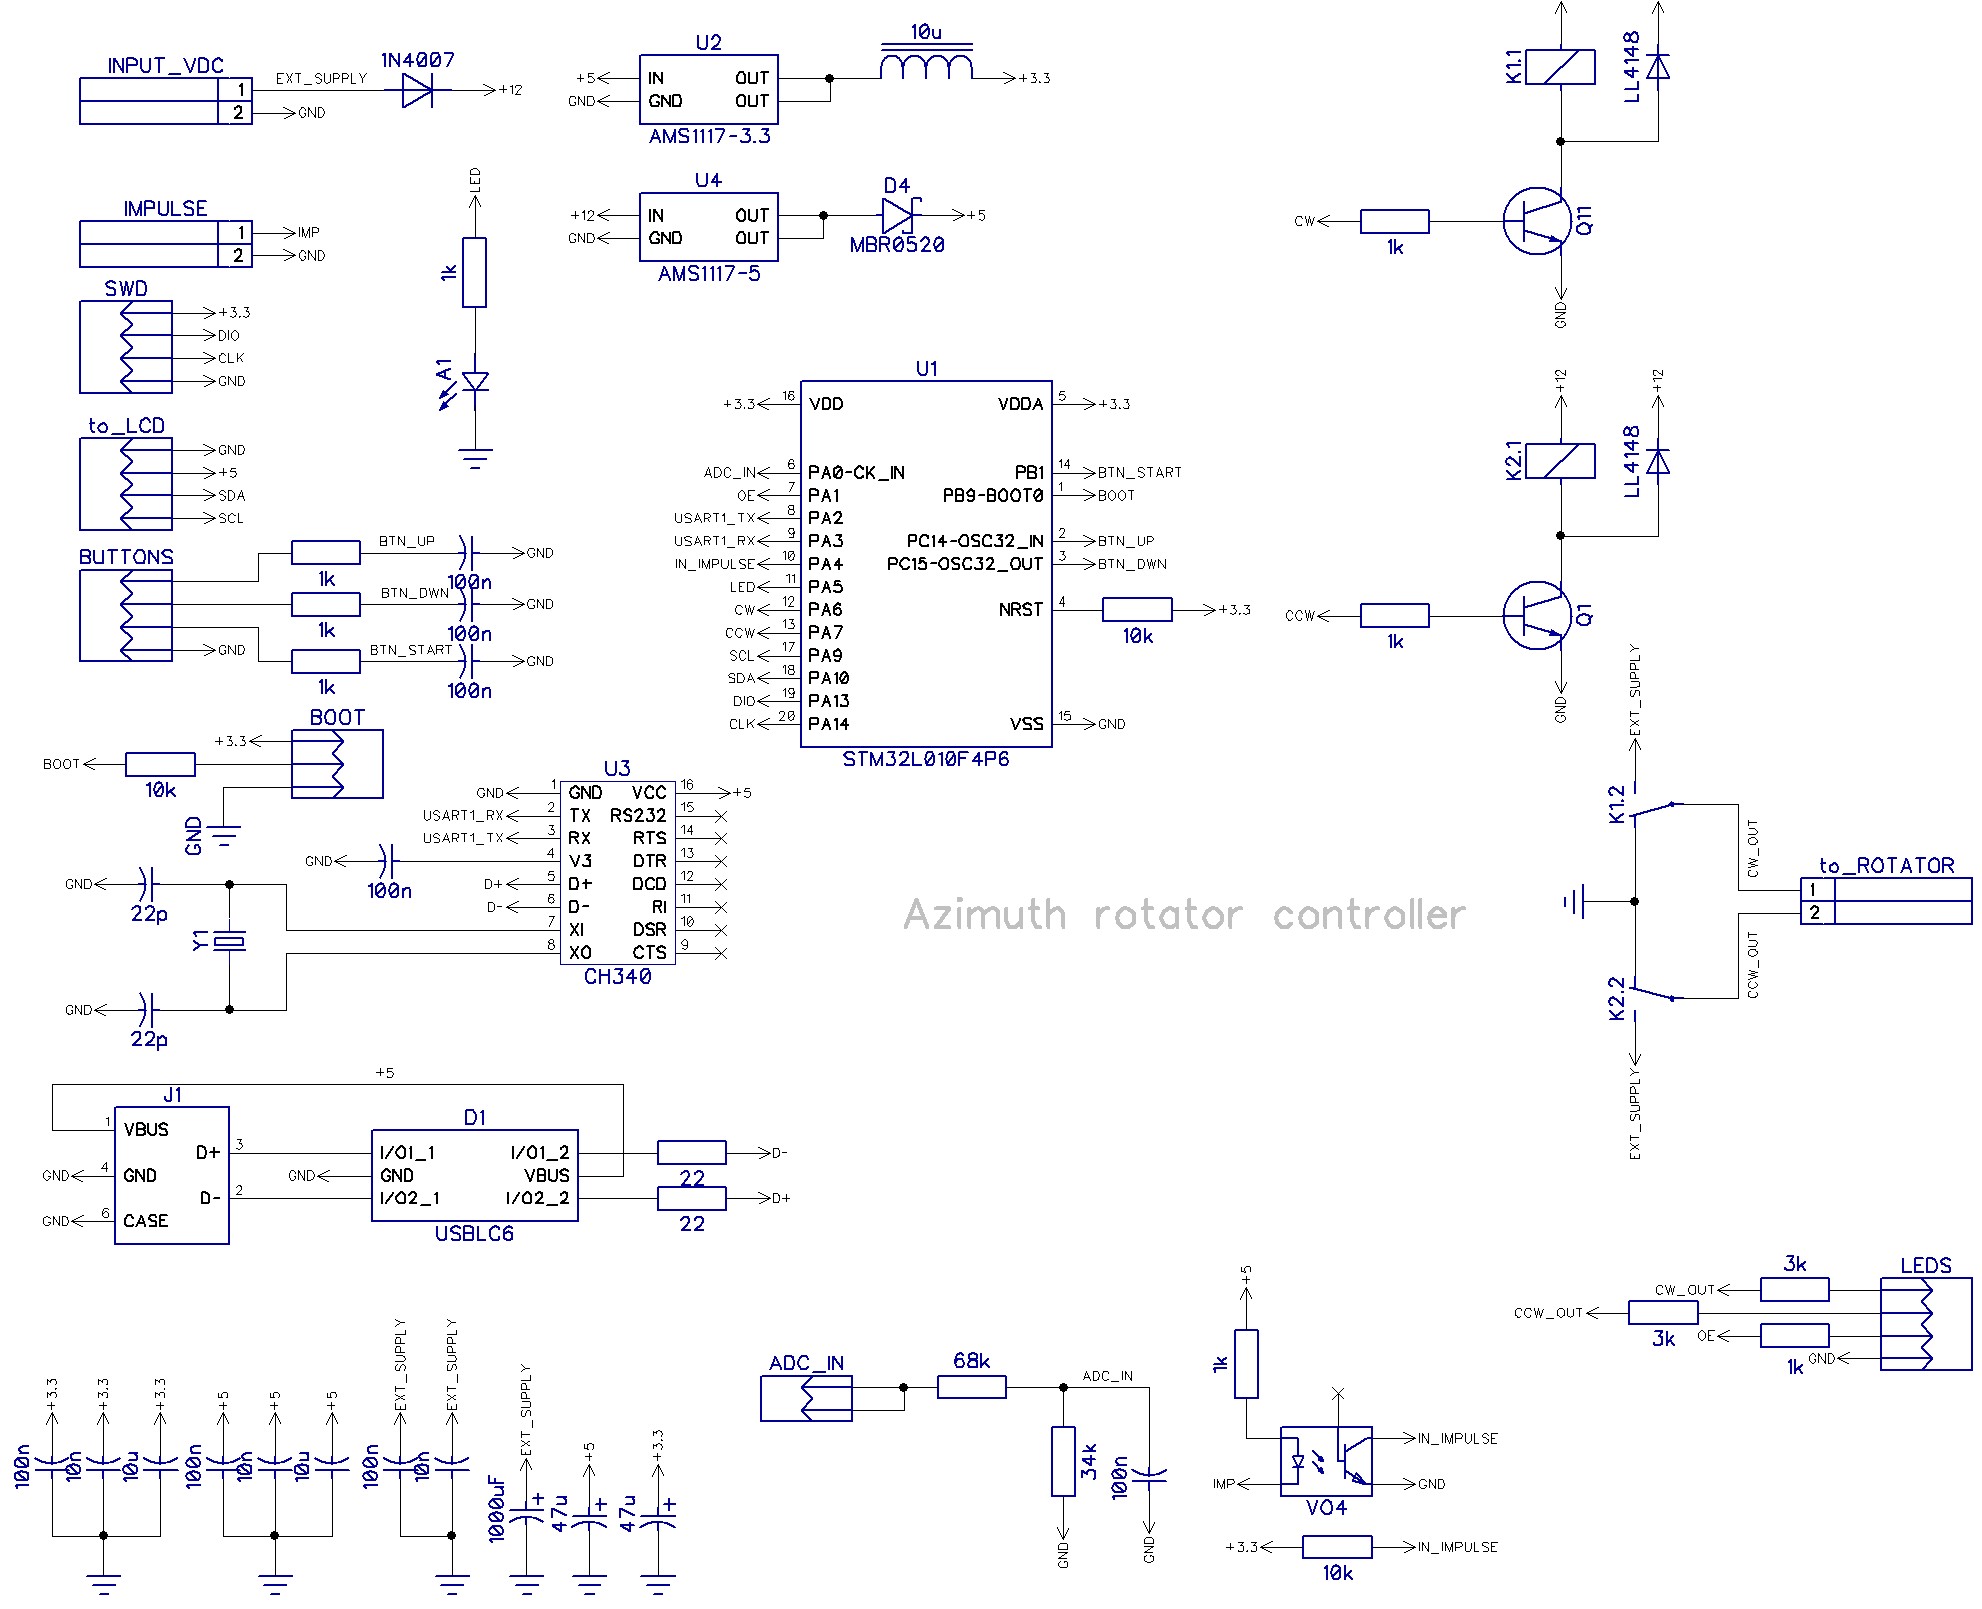 INPUT_VDC
1
2
EXT_SUPPLY
GND
1N4007
+12
U2
+5
GND
IN
GND
OUT
OUT
AMS1117-3.3
10u
+3.3
K1.1
LL4148
CW
1k
Q11
GND
IMPULSE
1
2
IMP
GND
LED
1k
A1
U4
+12
GND
IN
GND
OUT
OUT
AMS1117-5
D4
MBR0520
+5
SWD
+3.3
DIO
CLK
GND
to_LCD
GND
+5
SDA
SCL
BUTTONS
GND
1k
BTN_UP
100n
GND
1k
BTN_DWN
100n
GND
1k
BTN_START
100n
GND
U1
+3.3 16 VDD
ADC_IN 6 PA0-CK_IN
OE 7 PA1
USART1_TX 8 PA2
USART1_RX 9 PA3
IN_IMPULSE 10 PA4
LED 11 PA5
CW 12 PA6
CCW 13 PA7
SCL 17 PA9
SDA 18 PA10
DIO 19 PA13
CLK 20 PA14
VDDA 5 +3.3
PB1 14 BTN_START
PB9-BOOT0 1 BOOT
PC14-OSC32_IN 2 BTN_UP
PC15-OSC32_OUT 3 BTN_DWN
NRST 4
10k
+3.3
VSS 15 GND
STM32L010F4P6
+12
+12
K2.1
LL4148
CCW
1k
Q1
GND
BOOT
+3.3
BOOT
10k
GND
U3
GND 1 GND
USART1_RX 2 TX
USART1_TX 3 RX
GND
100n
4 V3
D+ 5 D+
D- 6 D-
7 XI
8 XO
VCC 16 +5
RS232 15
RTS 14
DTR 13
DCD 12
RI 11
DSR 10
CTS 9
CH340
GND
22p
Y1
GND
22p
Azimuth rotator controller
EXT_SUPPLY
K1.2
CW_OUT
to_ROTATOR
1
2
CCW_OUT
K2.2
EXT_SUPPLY
+5
J1
1 VBUS
GND 4 GND
GND 6 CASE
D+ 3
D- 2
D1
I/O1_1
GND GND
I/O2_1
I/O1_2
VBUS
I/O2_2
USBLC6
22
D-
22
D+
+3.3
100n
+3.3
10n
+3.3
10u
+5
100n
+5
10n
+5
10u
EXT_SUPPLY
100n
EXT_SUPPLY
10n
EXT_SUPPLY
1000uF
+
+5
47u
+
+3.3
47u
+
ADC_IN
68k
ADC_IN
34k
GND
100n
GND
+5
1k
IMP
VO4
IN_IMPULSE
GND
+3.3
10k
IN_IMPULSE
LEDS
CW_OUT
3k
CCW_OUT
3k
OE
1k
GND